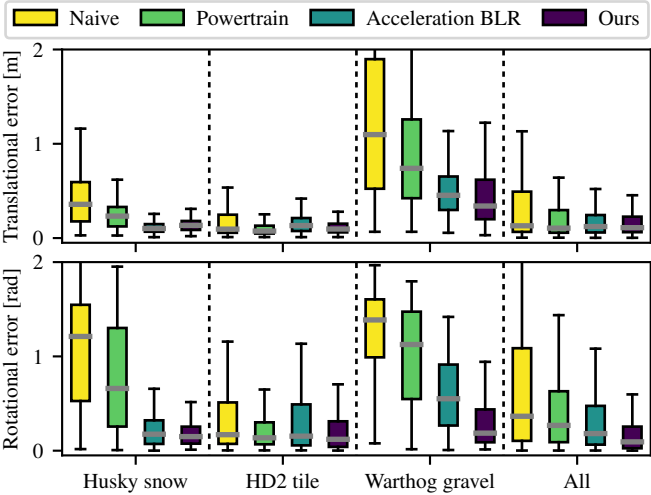 Naive Powertrain Acceleration BLR Ours
Translational error [m]
2
1
0
Rotational error [rad]
2
1
0
Husky snow HD2 tile Warthog gravel All